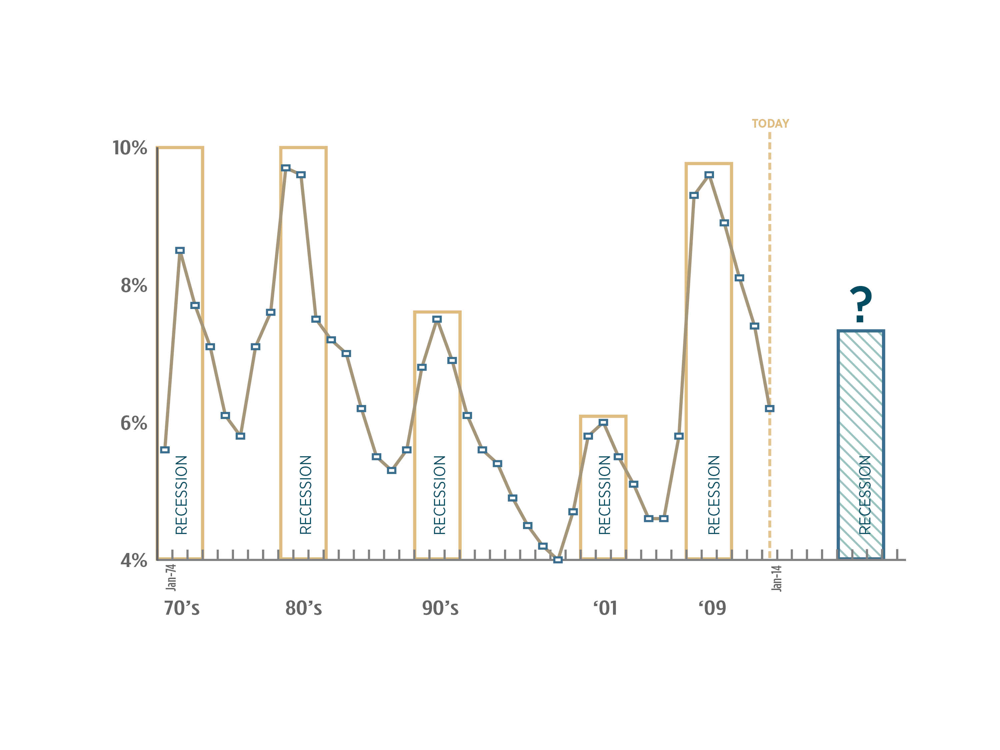 TODAY
10%
8%
6%
4%
?
RECESSION
RECESSION
RECESSION
RECESSION
RECESSION
RECESSION
Jan-74
Jan-14
70’s
80’s
90’s
‘01
‘09